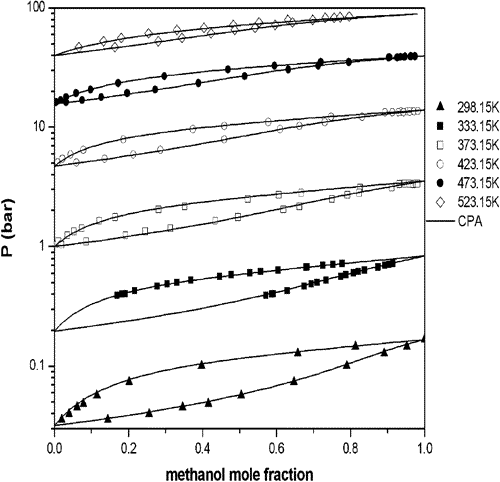 100
10
1
0.1
P (bar)
0.0 0.2 0.4 0.6 0.8 1.0
methanol mole fraction
298.15K
333.15K
373.15K
423.15K
473.15K
523.15K
CPA